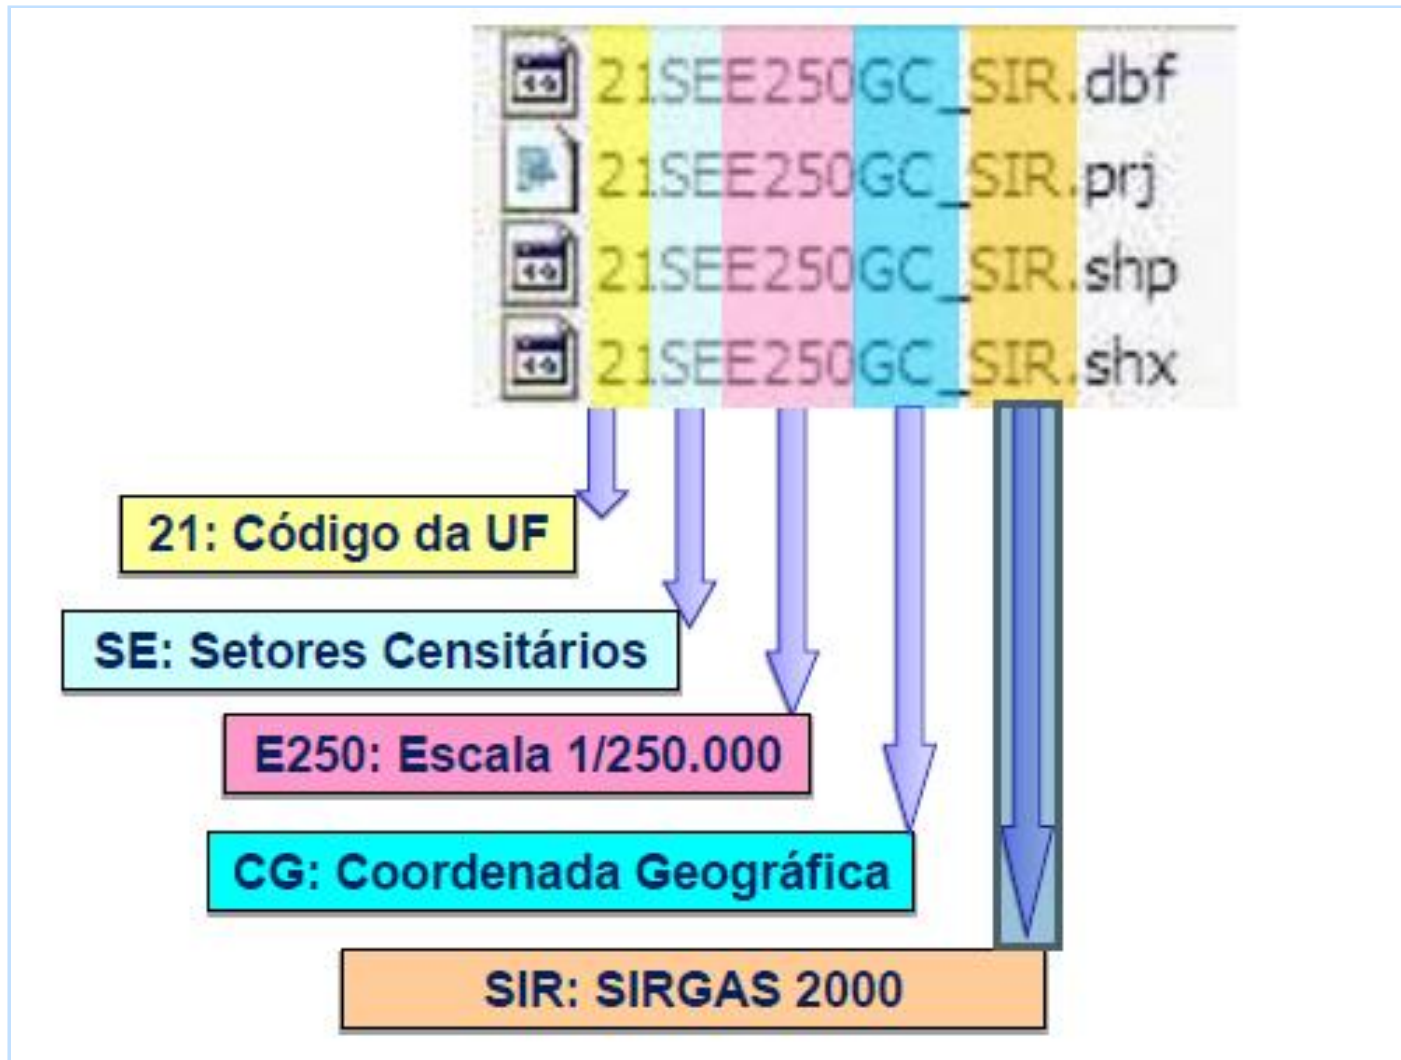 21SEE250GC_SIR.dbf
21SEE250GC_SIR.prj
21SEE250GC_SIR.shp
21SEE250GC_SIR.shx
21: Código da UF
SE: Setores Censitários
E250: Escala 1/250.000
CG: Coordenada Geográfica
SIR: SIRGAS 2000